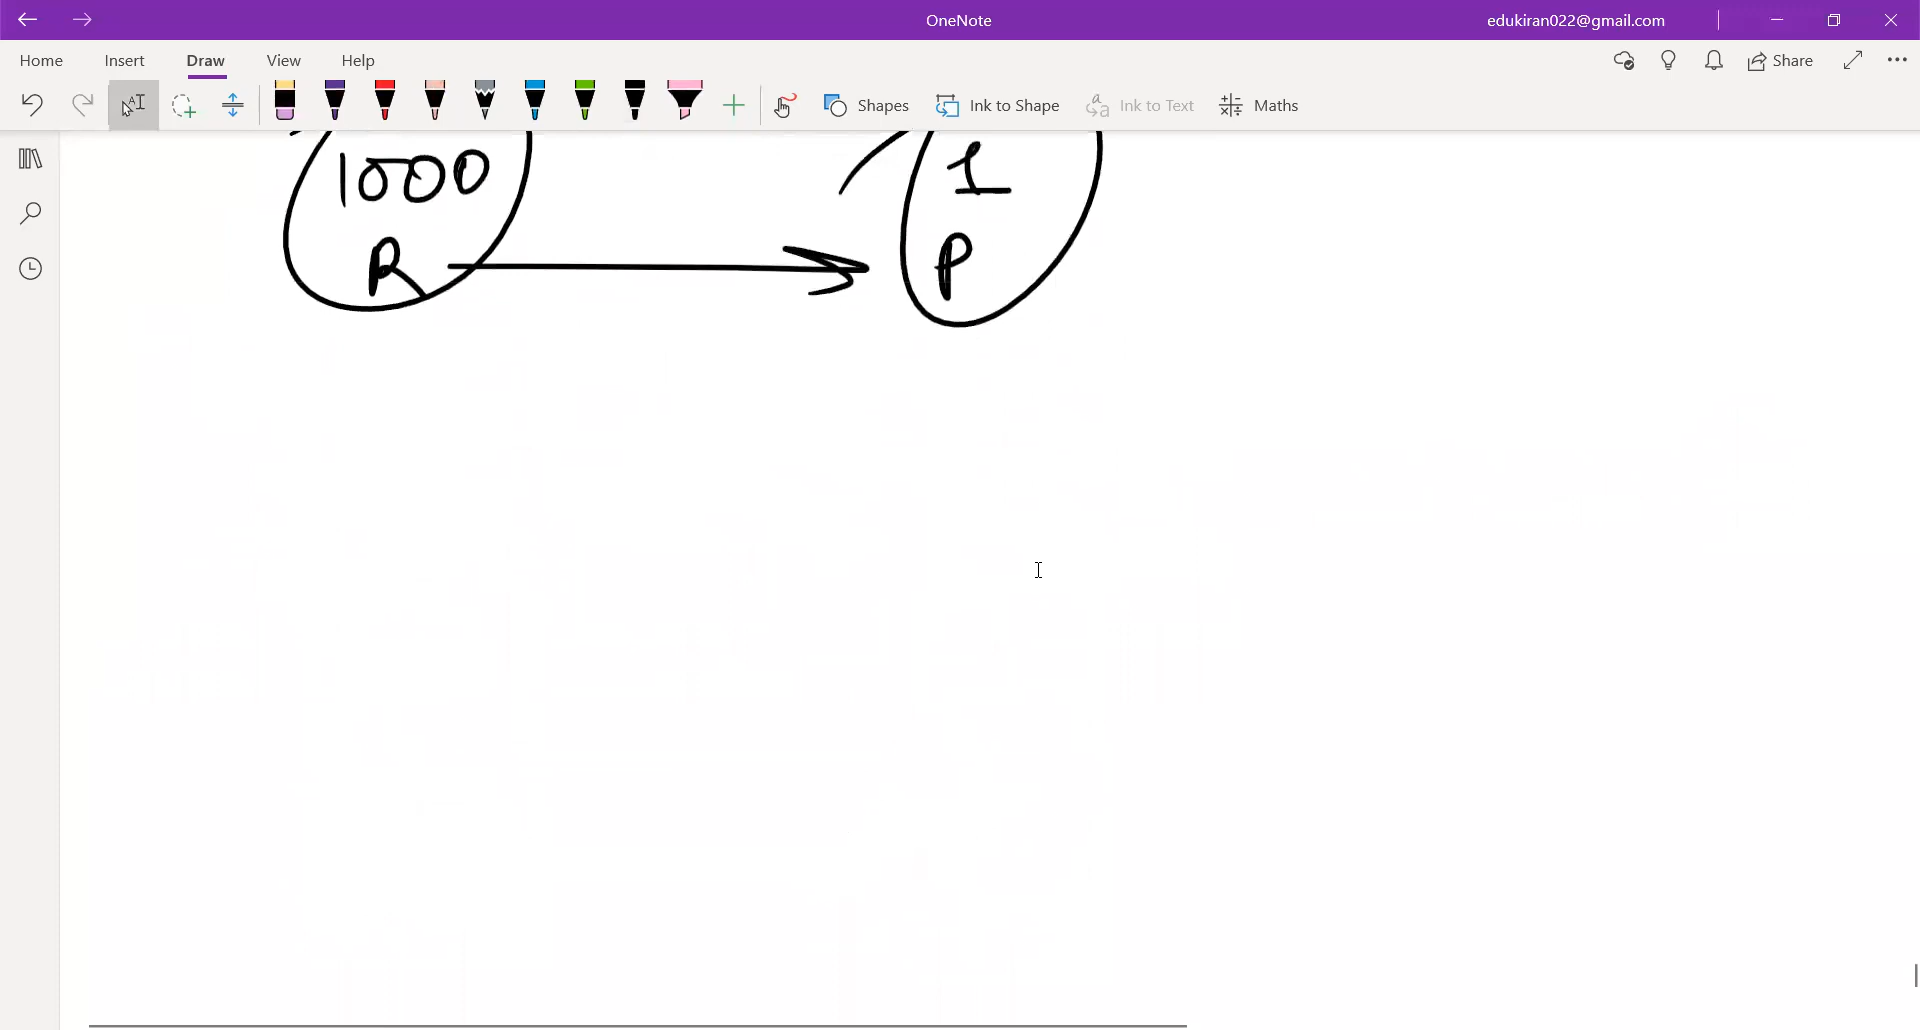 OneNote
edukiran022@gmail.com
Home Insert Draw View Help
Share
Shapes Ink to Shape Ink to Text Maths
1000 1
R P